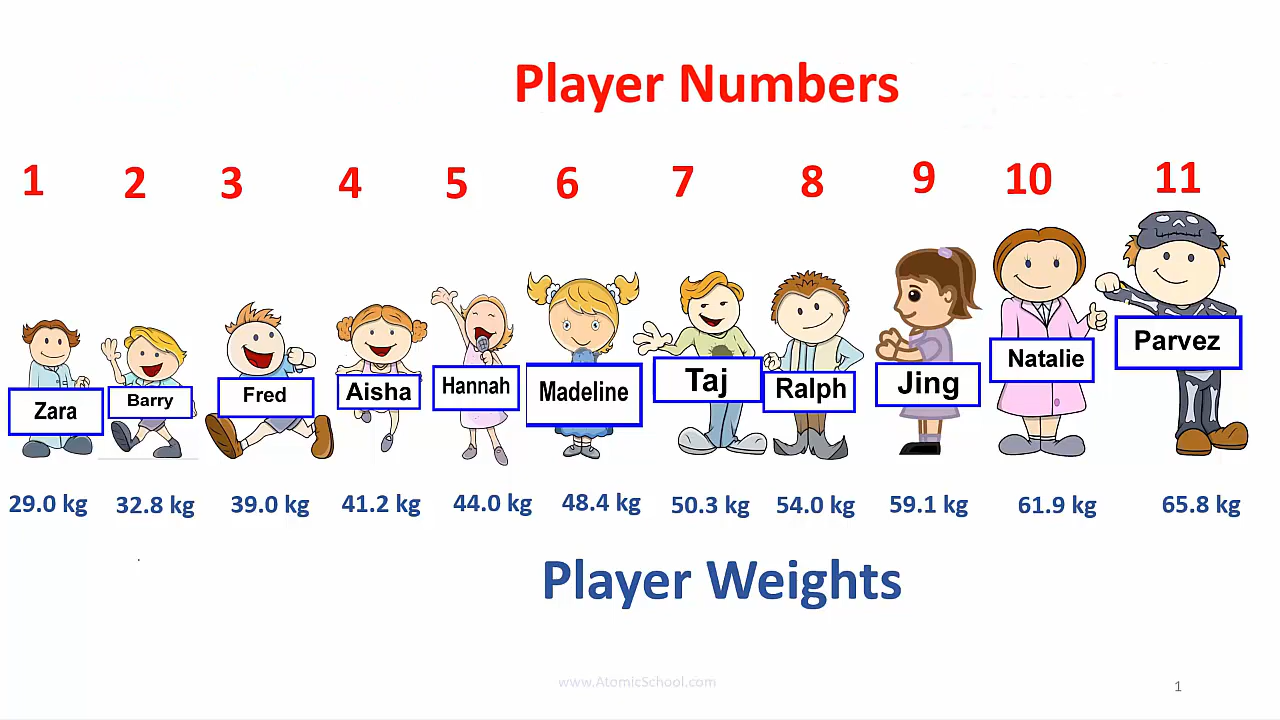 Player Numbers
1 2 3 4 5 6 7 8 9 10 11
Zara Barry Fred Aisha Hannah Madeline Taj Ralph Jing Natalie Parvez
29.0 kg 32.8 kg 39.0 kg 41.2 kg 44.0 kg 48.4 kg 50.3 kg 54.0 kg 59.1 kg 61.9 kg 65.8 kg
Player Weights
www.AtomicSchool.com
1